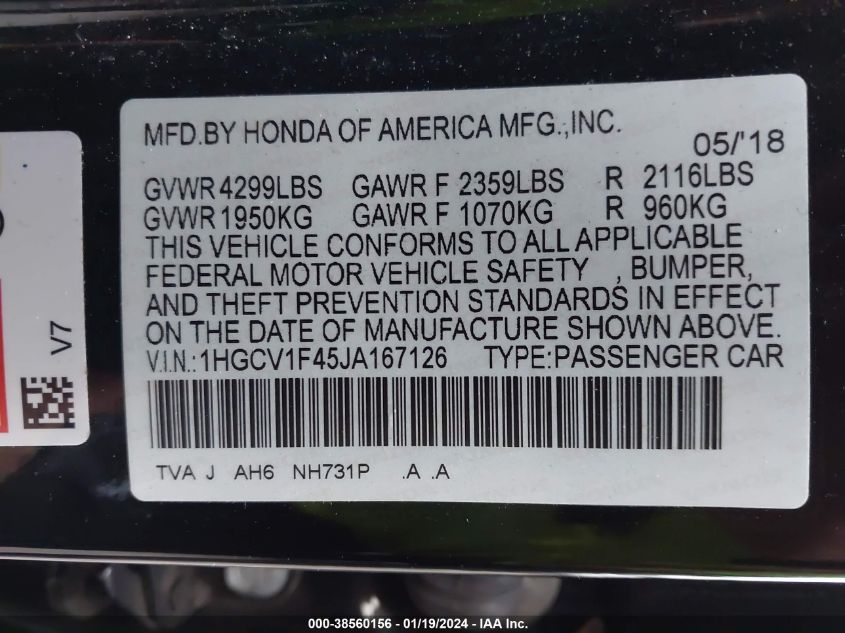 MFD.BY HONDA OF AMERICA MFG.,INC.
05/'18
GVWR 4299LBS GAWR F 2359LBS R 2116LBS
GVWR 1950KG GAWR F 1070KG R 960KG
THIS VEHICLE CONFORMS TO ALL APPLICABLE
FEDERAL MOTOR VEHICLE SAFETY , BUMPER,
AND THEFT PREVENTION STANDARDS IN EFFECT
ON THE DATE OF MANUFACTURE SHOWN ABOVE.
V.I.N.:1HGCV1F45JA167126 TYPE:PASSENGER CAR
TVA J AH6 NH731P .A .A
V7
000-38560156 - 01/19/2024 - IAA Inc.